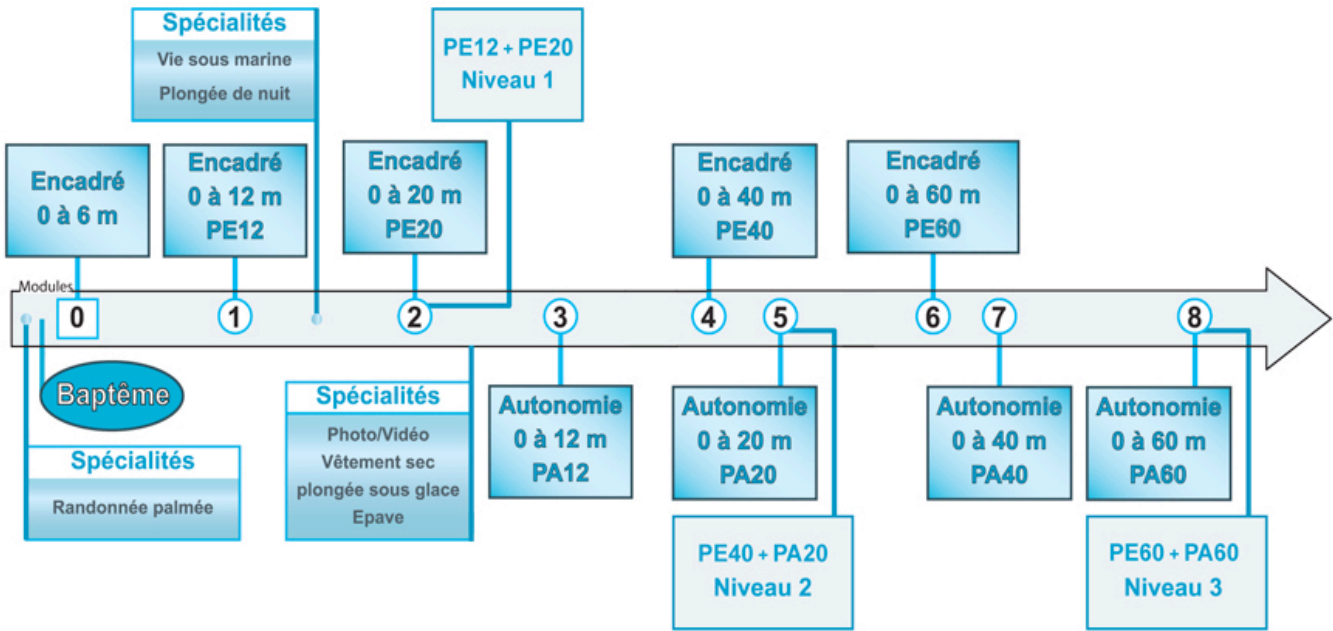 Spécialités
Vie sous marine
Plongée de nuit
PE12 + PE20
Niveau 1
Encadré
0 à 6 m
Encadré
0 à 12 m
PE12
Encadré
0 à 20 m
PE20
Encadré
0 à 40 m
PE40
Encadré
0 à 60 m
PE60
Modules
0
1
2
3
4
5
6
7
8
Baptême
Spécialités
Randonnée palmée
Spécialités
Photo/Vidéo
Vêtement sec
plongée sous glace
Epave
Autonomie
0 à 12 m
PA12
Autonomie
0 à 20 m
PA20
Autonomie
0 à 40 m
PA40
Autonomie
0 à 60 m
PA60
PE40 + PA20
Niveau 2
PE60 + PA60
Niveau 3